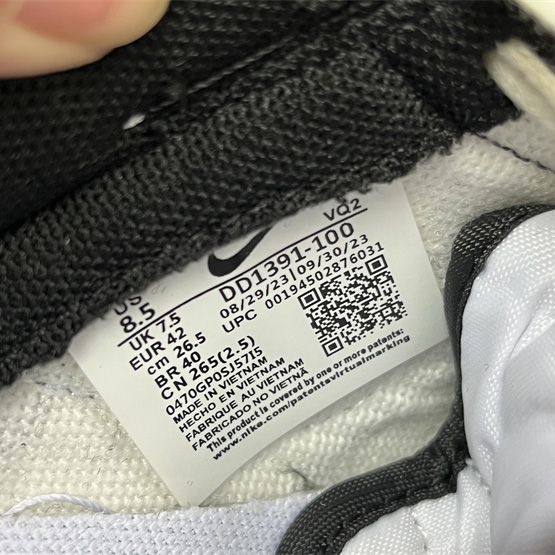 VQ2
US
8.5
UK 7.5
EUR 42
cm 26.5
BR 40
CN 265(2.5)
DD1391-100
08/29/23|09/30/23
UPC 00194502876031
0470GP0SJ5715
MADE IN VIETNAM
HECHO EN VIETNAM
FABRIQUE AU VIETNAM
FABRICADO NO VIETNÃ
This product is covered by one or more patents:
www.nike.com/patentsvirtualmarking